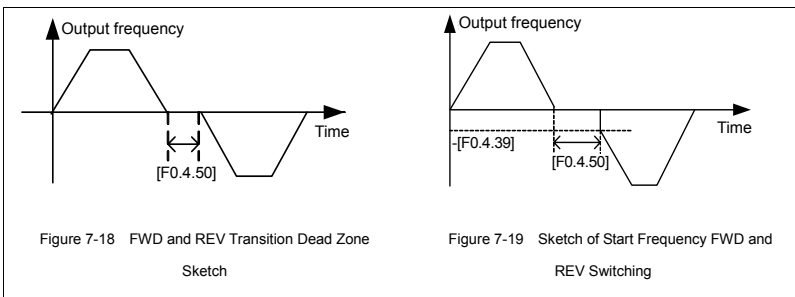 Output frequency
Time
[F0.4.50]
Figure 7-18 FWD and REV Transition Dead Zone
Sketch
Output frequency
Time
-[F0.4.39]
[F0.4.50]
Figure 7-19 Sketch of Start Frequency FWD and
REV Switching